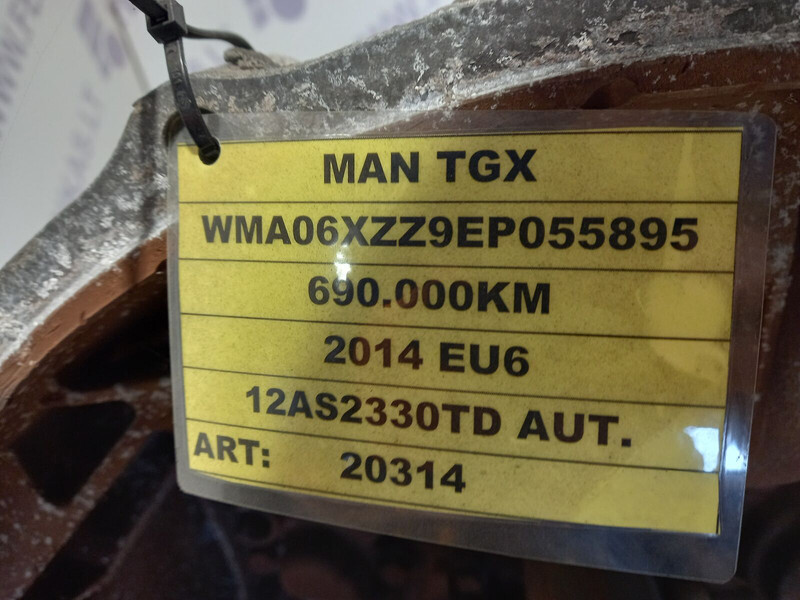 MAN TGX
WMA06XZZ9EP055895
690.000KM
2014 EU6
12AS2330TD AUT.
ART: 20314